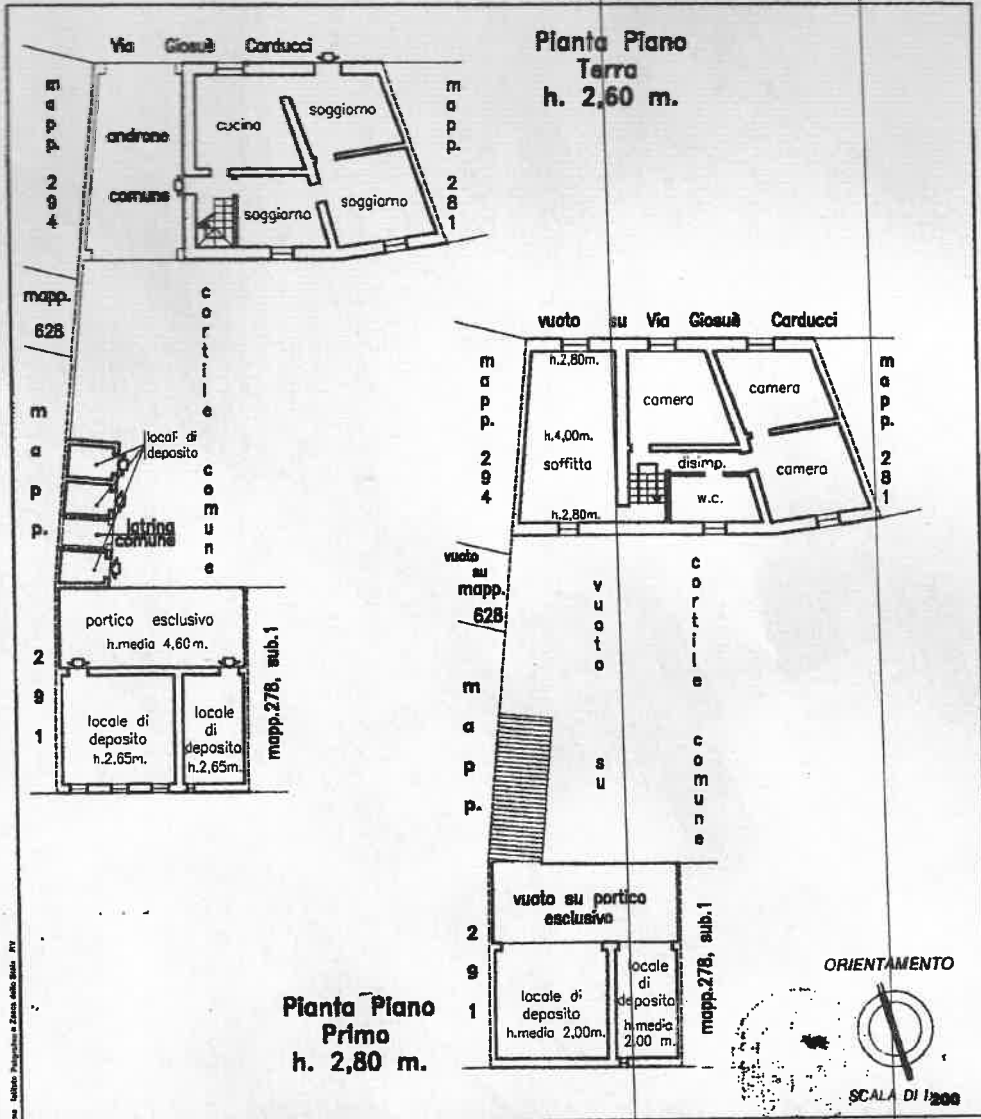 Pianta Piano
Terra
h. 2,60 m.
Via Giosuè Carducci
mapp. 294
androne
comune
cucina
soggiorno
soggiorno
soggiorno
mapp. 281
mapp.
628
cortile comune
mapp. 291
locali di
deposito
latrina
comune
portico esclusivo
h.media 4,60m.
locale di
deposito
h.2,65m.
locale
di
deposito
h.2,65m.
mapp.278, sub.1
vuoto su Via Giosuè Carducci
mapp. 294
h.2,80m.
h.4,00m.
soffitta
h.2,80m.
camera
camera
disimp.
w.c.
camera
mapp. 281
vuoto
su
mapp.
628
vuoto su
cortile comune
mapp. 291
vuoto su portico
esclusivo
locale di
deposito
h.media 2,00m.
locale
di
deposito
h.media
2,00 m.
mapp.278, sub.1
Pianta Piano
Primo
h. 2,80 m.
ORIENTAMENTO
SCALA DI 1:200